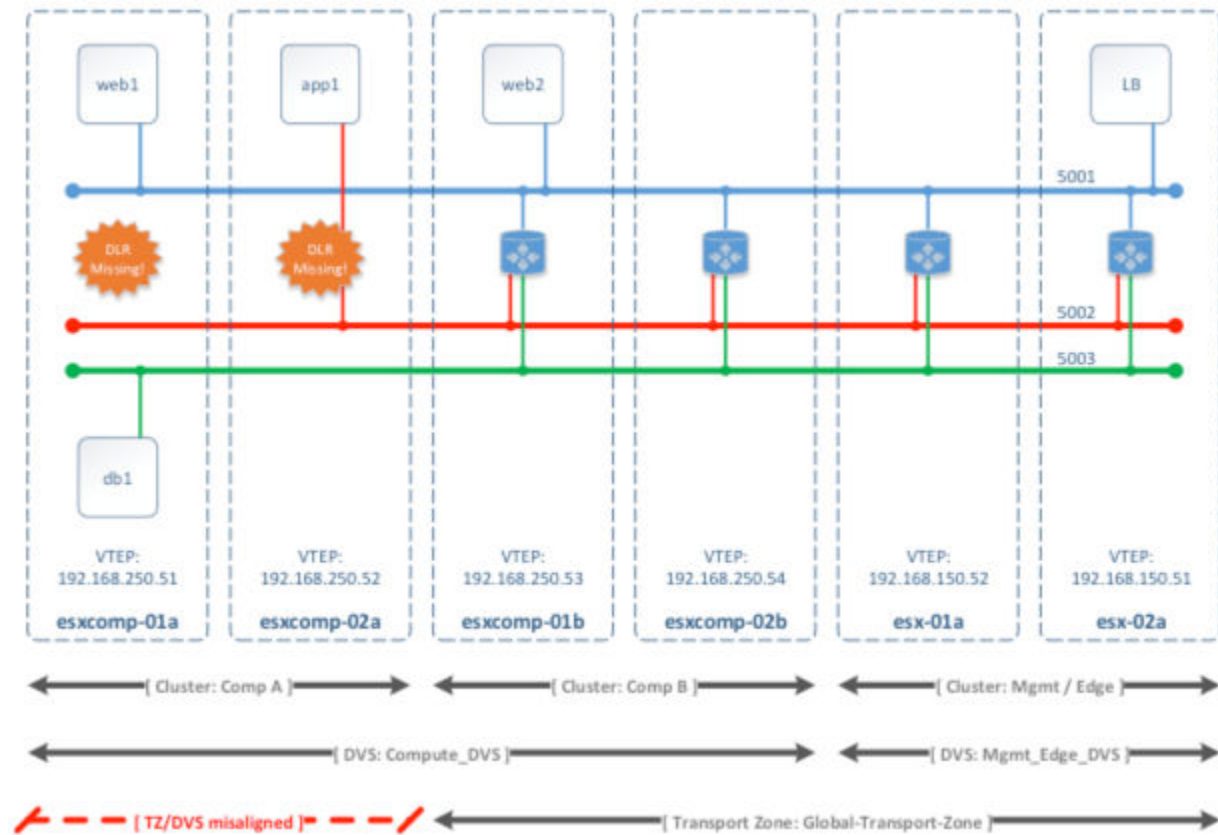 web1
app1
web2
LB
5001
DLR
Missing!
DLR
Missing!
5002
5003
db1
VTEP:
192.168.250.51
VTEP:
192.168.250.52
VTEP:
192.168.250.53
VTEP:
192.168.250.54
VTEP:
192.168.150.52
VTEP:
192.168.150.51
esxcomp-01a
esxcomp-02a
esxcomp-01b
esxcomp-02b
esx-01a
esx-02a
[ Cluster: Comp A ]
[ Cluster: Comp B ]
[ Cluster: Mgmt / Edge ]
[ DVS: Compute_DVS ]
[ DVS: Mgmt_Edge_DVS ]
[ TZ/DVS misaligned ]
[ Transport Zone: Global-Transport-Zone ]